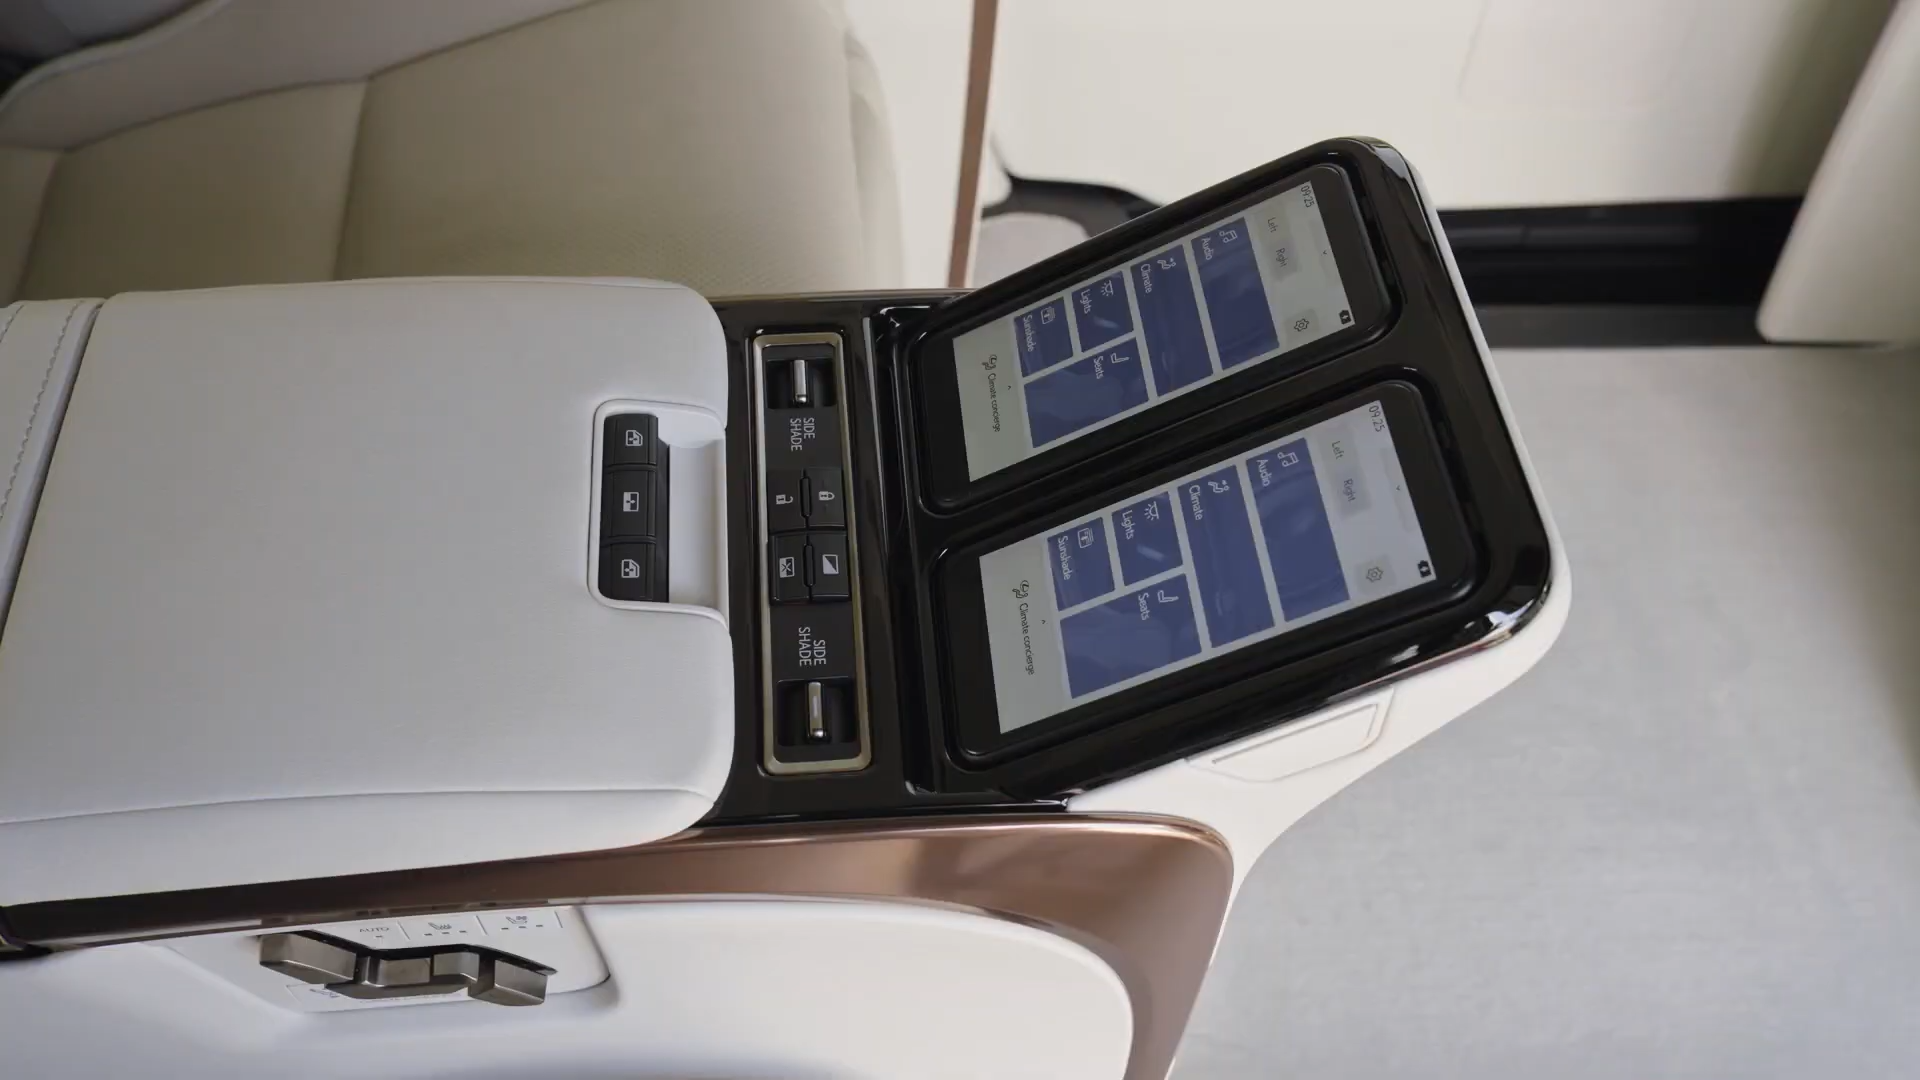 09:25
Left
Right
Audio
Climate
Lights
Seats
Sunshade
Climate concierge
09:25
Left
Right
Audio
Climate
Lights
Seats
Sunshade
Climate concierge
SIDE
SHADE
SIDE
SHADE
AUTO